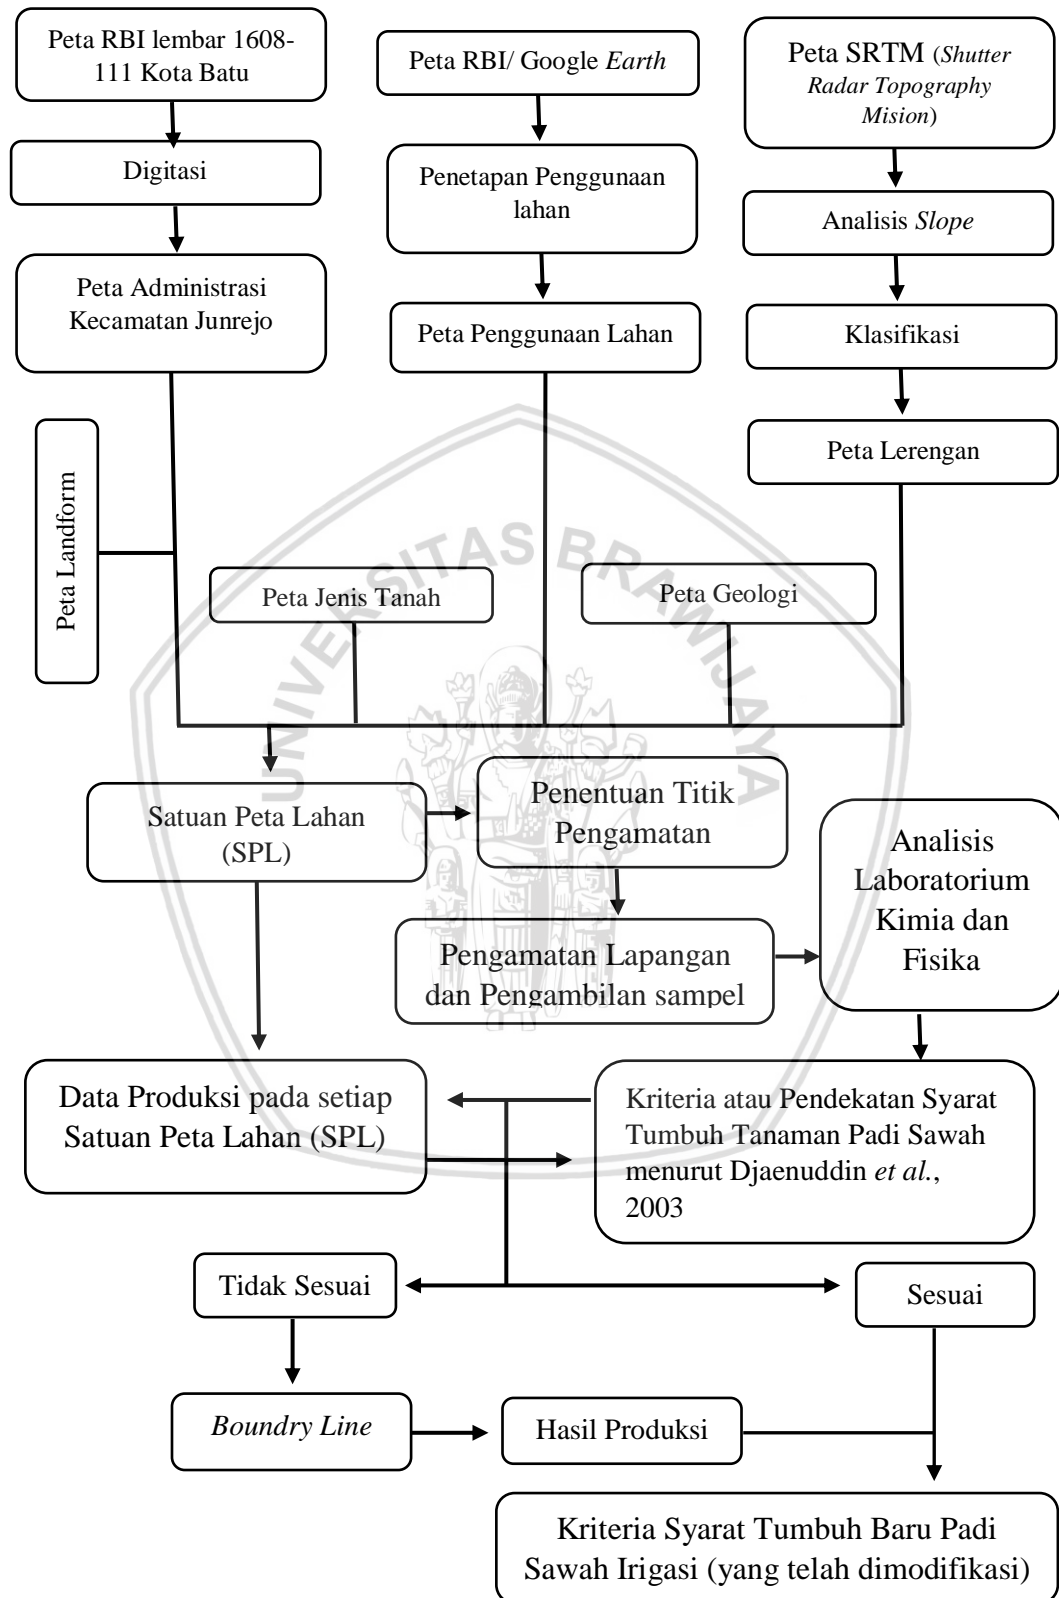 Peta RBI lembar 1608-
111 Kota Batu
Peta RBI/ Google Earth
Peta SRTM (Shutter
Radar Topography
Mision)
Digitasi
Penetapan Penggunaan
lahan
Analisis Slope
Peta Administrasi
Kecamatan Junrejo
Peta Penggunaan Lahan
Klasifikasi
Peta Lerengan
Peta Landform
Peta Jenis Tanah
Peta Geologi
UNIVERSITAS BRAWIJAYA
Satuan Peta Lahan
(SPL)
Penentuan Titik
Pengamatan
Analisis
Laboratorium
Kimia dan
Fisika
Pengamatan Lapangan
dan Pengambilan sampel
Data Produksi pada setiap
Satuan Peta Lahan (SPL)
Kriteria atau Pendekatan Syarat
Tumbuh Tanaman Padi Sawah
menurut Djaenuddin et al.,
2003
Tidak Sesuai
Sesuai
Boundry Line
Hasil Produksi
Kriteria Syarat Tumbuh Baru Padi
Sawah Irigasi (yang telah dimodifikasi)